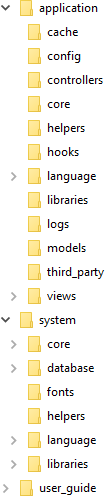 application
cache
config
controllers
core
helpers
hooks
language
libraries
logs
models
third_party
views
system
core
database
fonts
helpers
language
libraries
user_guide